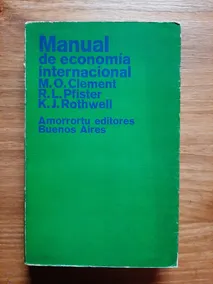 Manual
de economía
internacional
M.O.Clement
R.L.Pfister
K.J.Rothwell
Amorrortu editores
Buenos Aires